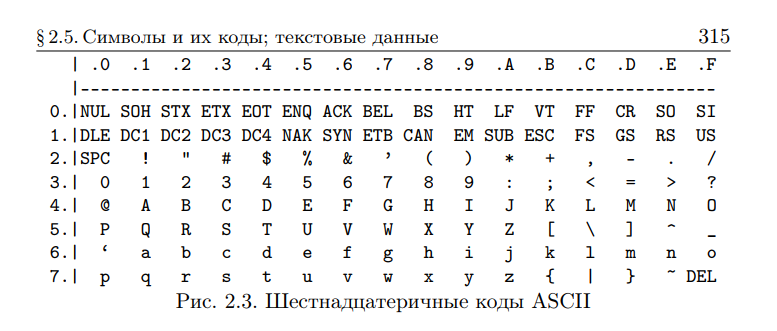 § 2.5. Символы и их коды; текстовые данные 315
| .0 .1 .2 .3 .4 .5 .6 .7 .8 .9 .A .B .C .D .E .F
|---------------------------------------------------------------
0.|NUL SOH STX ETX EOT ENQ ACK BEL BS HT LF VT FF CR SO SI
1.|DLE DC1 DC2 DC3 DC4 NAK SYN ETB CAN EM SUB ESC FS GS RS US
2.|SPC ! " # $ % & ’ ( ) * + , - . /
3.| 0 1 2 3 4 5 6 7 8 9 : ; < = > ?
4.| @ A B C D E F G H I J K L M N O
5.| P Q R S T U V W X Y Z [ \ ] ^ _
6.| ‘ a b c d e f g h i j k l m n o
7.| p q r s t u v w x y z { | } ~ DEL
Рис. 2.3. Шестнадцатеричные коды ASCII